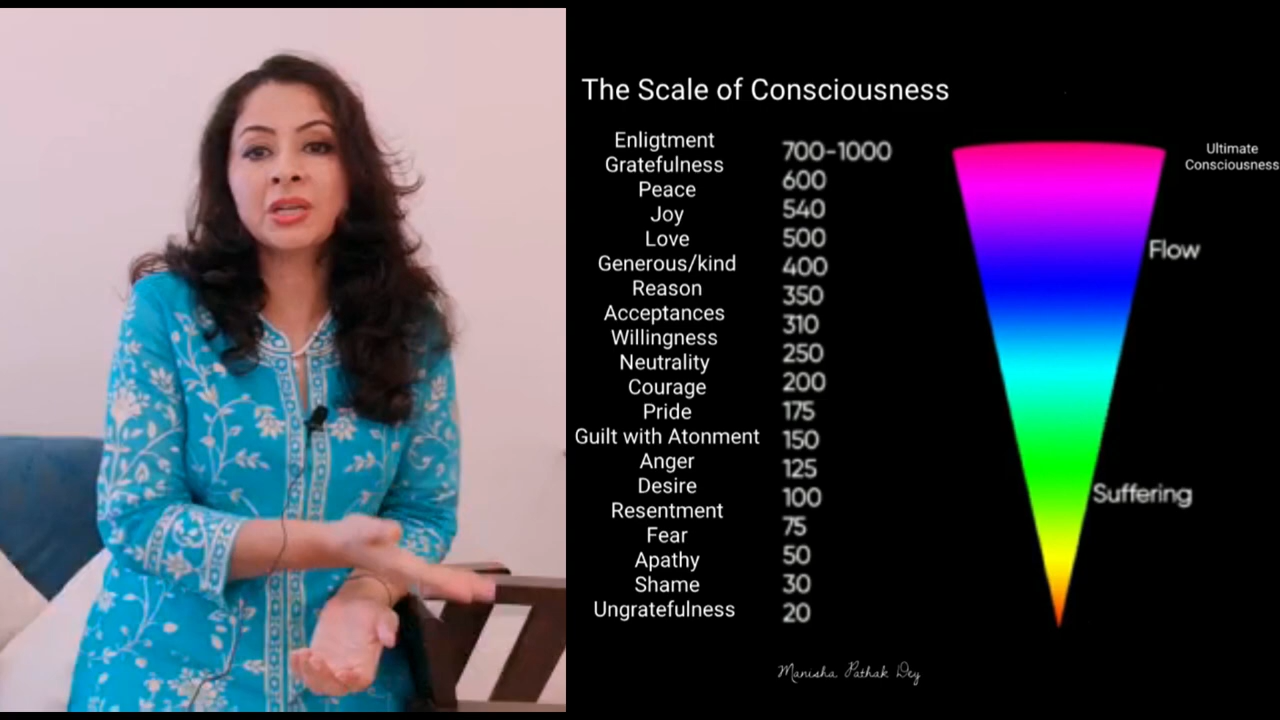 The Scale of Consciousness
Enligtment
Gratefulness
Peace
Joy
Love
Generous/kind
Reason
Acceptances
Willingness
Neutrality
Courage
Pride
Guilt with Atonment
Anger
Desire
Resentment
Fear
Apathy
Shame
Ungratefulness
700-1000
600
540
500
400
350
310
250
200
175
150
125
100
75
50
30
20
Ultimate
Consciousness
Flow
Suffering
Manisha Pathak Dey